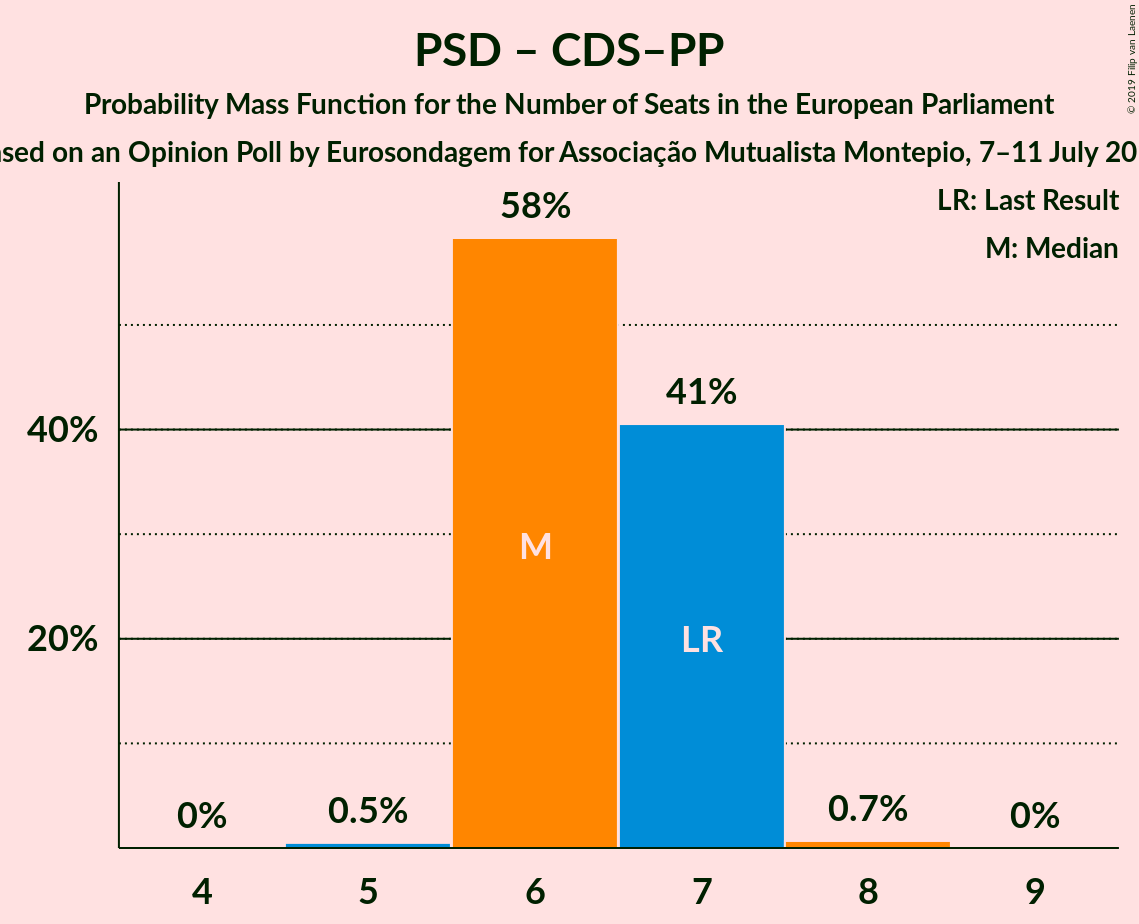 PSD – CDS–PP
Probability Mass Function for the Number of Seats in the European Parliament
on an Opinion Poll by Eurosondagem for Associação Mutualista Montepio, 7–11 July
LR: Last Result
M: Median
© 2019 Filip van Laenen
58%
41%
40%
20%
M
LR
0%
0.5%
0.7%
0%
4
5
6
7
8
9